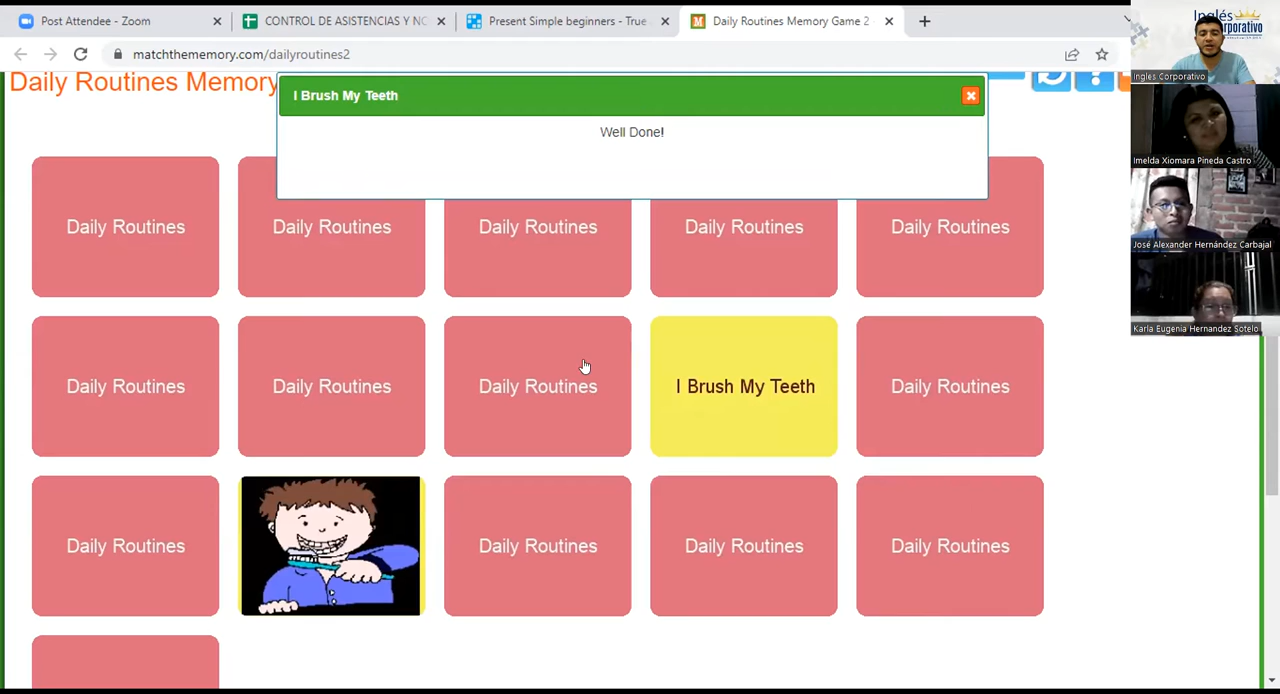 Post Attendee - Zoom
CONTROL DE ASISTENCIAS Y NO
Present Simple beginners - True
Daily Routines Memory Game 2 -
matchthememory.com/dailyroutines2
Daily Routines Memory
I Brush My Teeth
Well Done!
Daily Routines
Daily Routines
Daily Routines
Daily Routines
Daily Routines
Daily Routines
Daily Routines
Daily Routines
I Brush My Teeth
Daily Routines
Daily Routines
Daily Routines
Daily Routines
Daily Routines
Inglés
Ingles Corporativo
Imelda Xiomara Pineda Castro
José Alexander Hernández Carbajal
Karla Eugenia Hernandez Sotelo